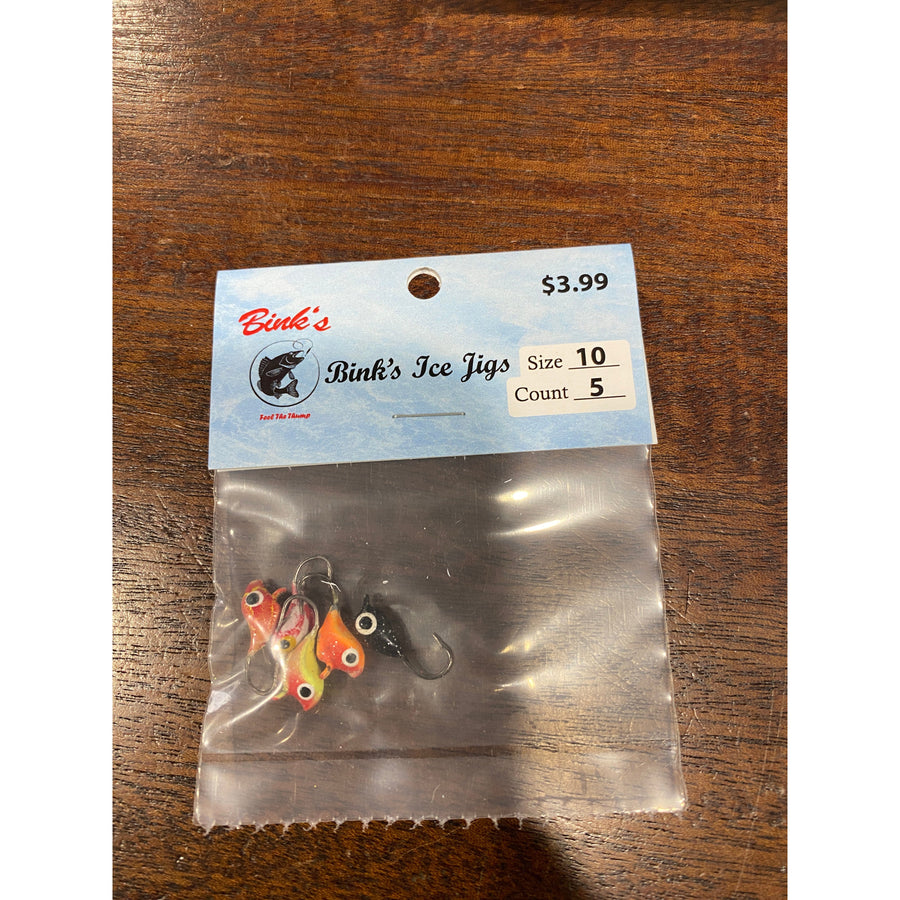 $3.99
Bink's
Bink's Ice Jigs
Size 10
Count 5
Feel The Thump